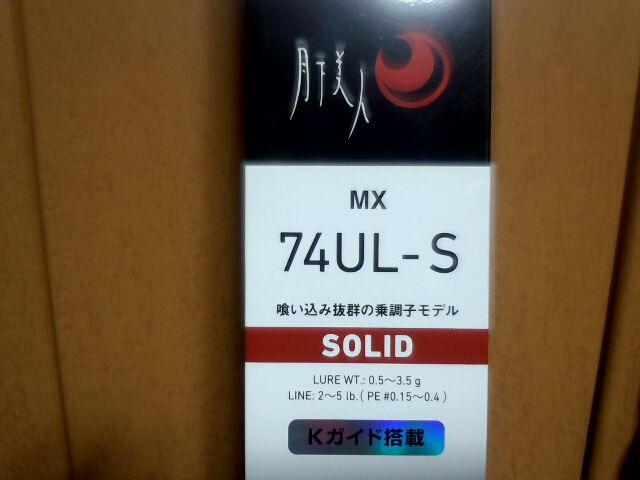 月下美人
MX
74UL-S
喰い込み抜群の乗調子モデル
SOLID
LURE WT.: 0.5〜3.5 g
LINE: 2〜5 lb.( PE #0.15〜0.4 )
Kガイド搭載